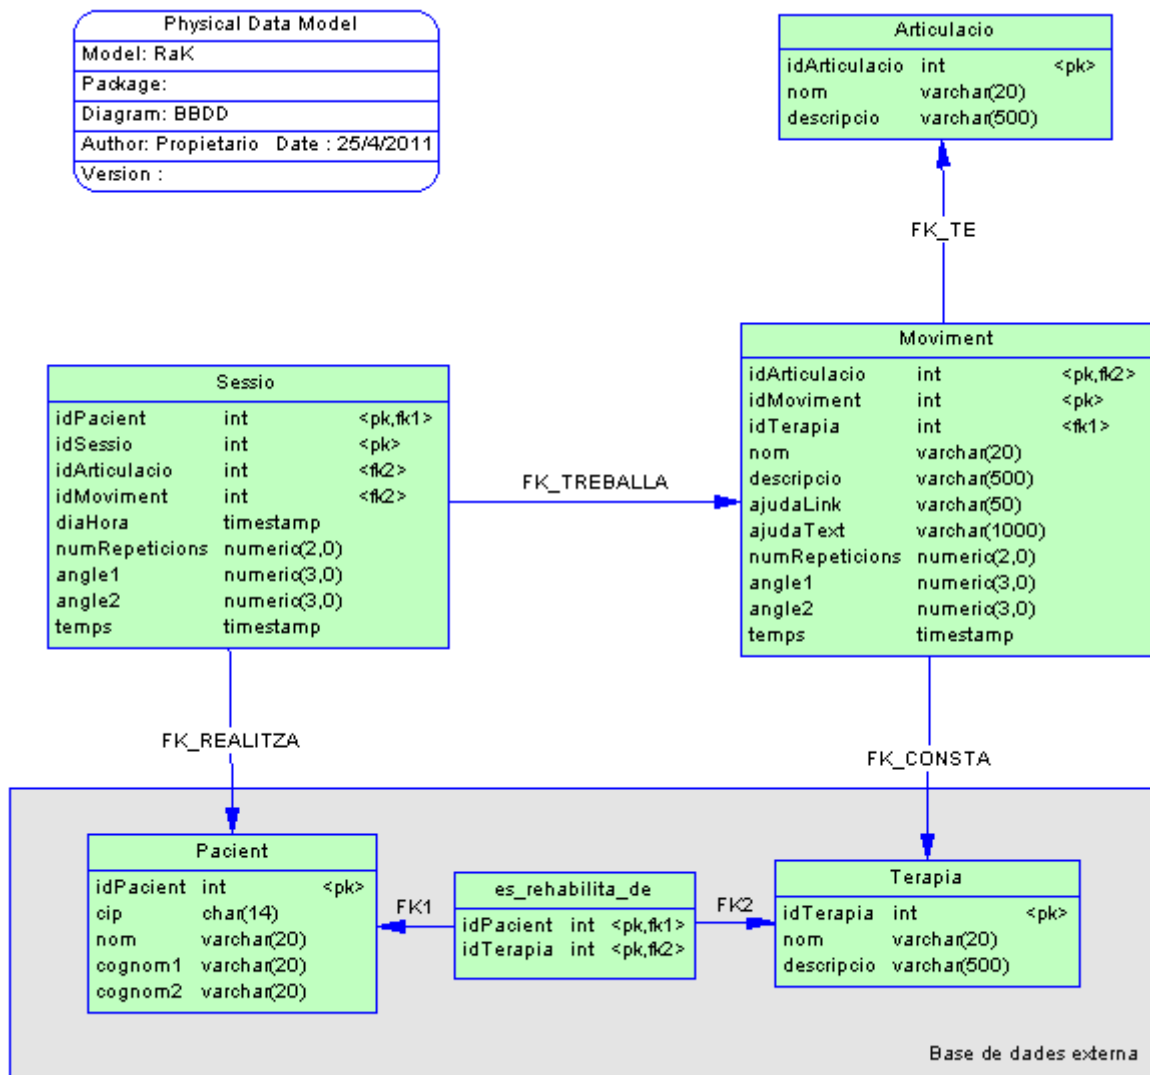 Physical Data Model
Model: RaK
Package:
Diagram: BBDD
Author: Propietario Date : 25/4/2011
Version :
Articulacio
idArticulacio int <pk>
nom varchar(20)
descripcio varchar(500)
FK_TE
Moviment
idArticulacio int <pk,fk2>
idMoviment int <pk>
idTerapia int <fk1>
nom varchar(20)
descripcio varchar(500)
ajudaLink varchar(50)
ajudaText varchar(1000)
numRepeticions numeric(2,0)
angle1 numeric(3,0)
angle2 numeric(3,0)
temps timestamp
Sessio
idPacient int <pk,fk1>
idSessio int <pk>
idArticulacio int <fk2>
idMoviment int <fk2>
diaHora timestamp
numRepeticions numeric(2,0)
angle1 numeric(3,0)
angle2 numeric(3,0)
temps timestamp
FK_TREBALLA
FK_REALITZA
FK_CONSTA
Pacient
idPacient int <pk>
cip char(14)
nom varchar(20)
cognom1 varchar(20)
cognom2 varchar(20)
FK1
es_rehabilita_de
idPacient int <pk,fk1>
idTerapia int <pk,fk2>
FK2
Terapia
idTerapia int <pk>
nom varchar(20)
descripcio varchar(500)
Base de dades externa